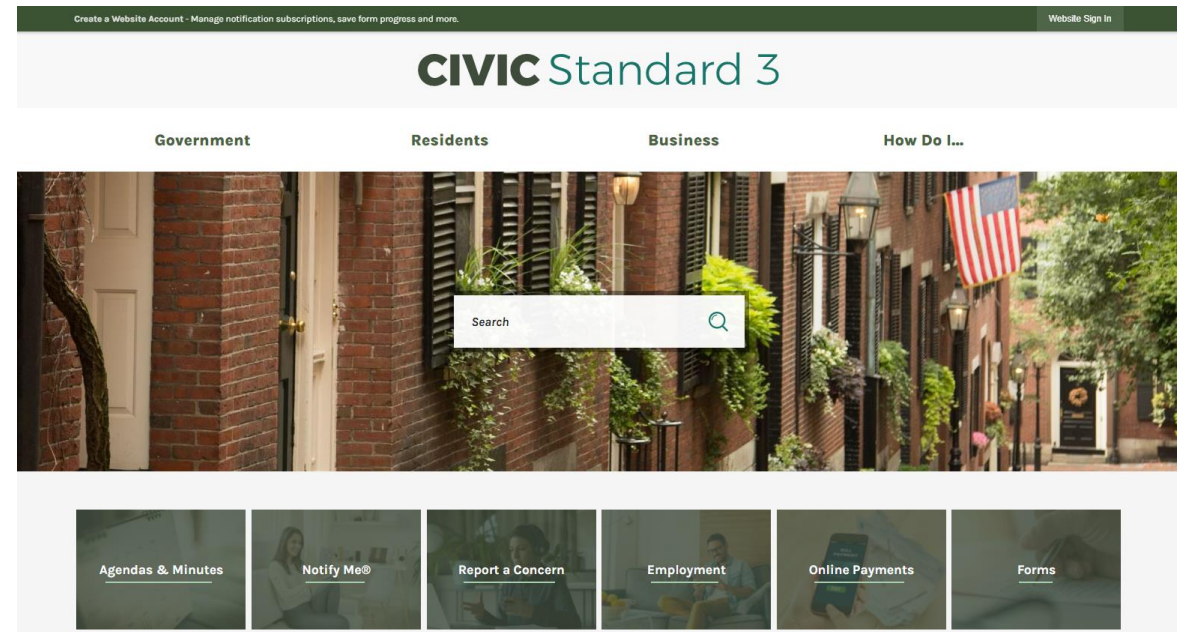 Create a Website Account - Manage notification subscriptions, save form progress and more.
Website Sign In
CIVIC Standard 3
Government
Residents
Business
How Do I...
Search
Agendas & Minutes
Notify Me®
Report a Concern
Employment
Online Payments
Forms